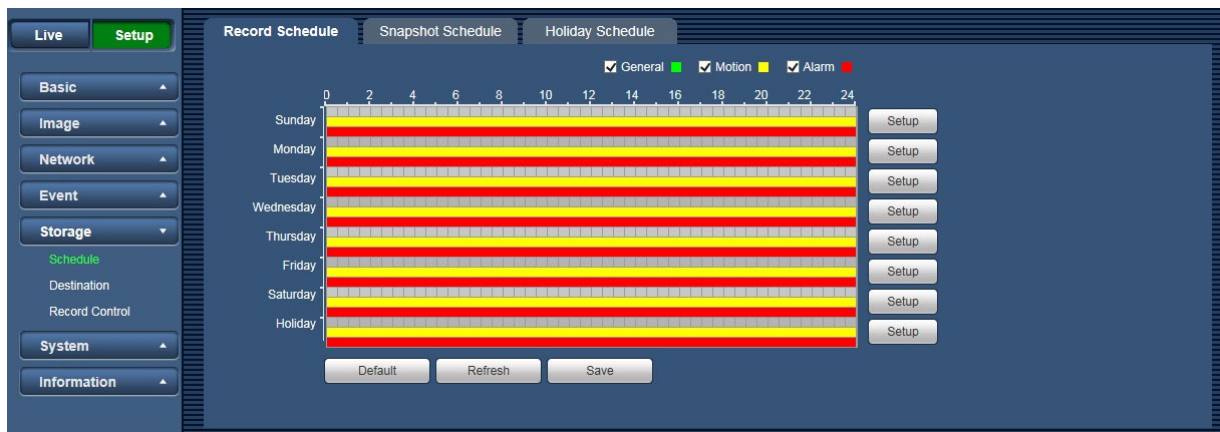 Live Setup
Basic
Image
Network
Event
Storage
Schedule
Destination
Record Control
System
Information
Record Schedule Snapshot Schedule Holiday Schedule
General Motion Alarm
0 2 4 6 8 10 12 14 16 18 20 22 24
Sunday Setup
Monday Setup
Tuesday Setup
Wednesday Setup
Thursday Setup
Friday Setup
Saturday Setup
Holiday Setup
Default Refresh Save